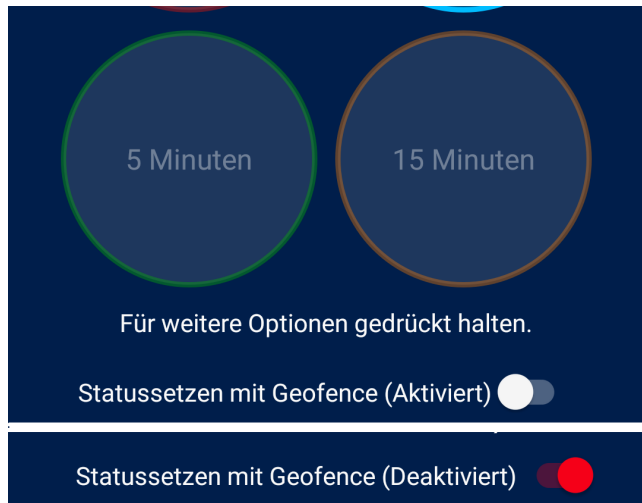 5 Minuten
15 Minuten
Für weitere Optionen gedrückt halten.
Statussetzen mit Geofence (Aktiviert)
Statussetzen mit Geofence (Deaktiviert)